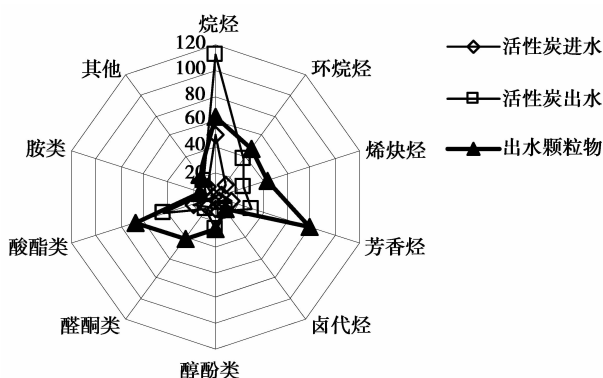 烷烃
环烷烃
烯炔烃
芳香烃
卤代烃
醇酚类
醛酮类
酸酯类
胺类
其他
120
100
80
60
40
20
活性炭进水
活性炭出水
出水颗粒物